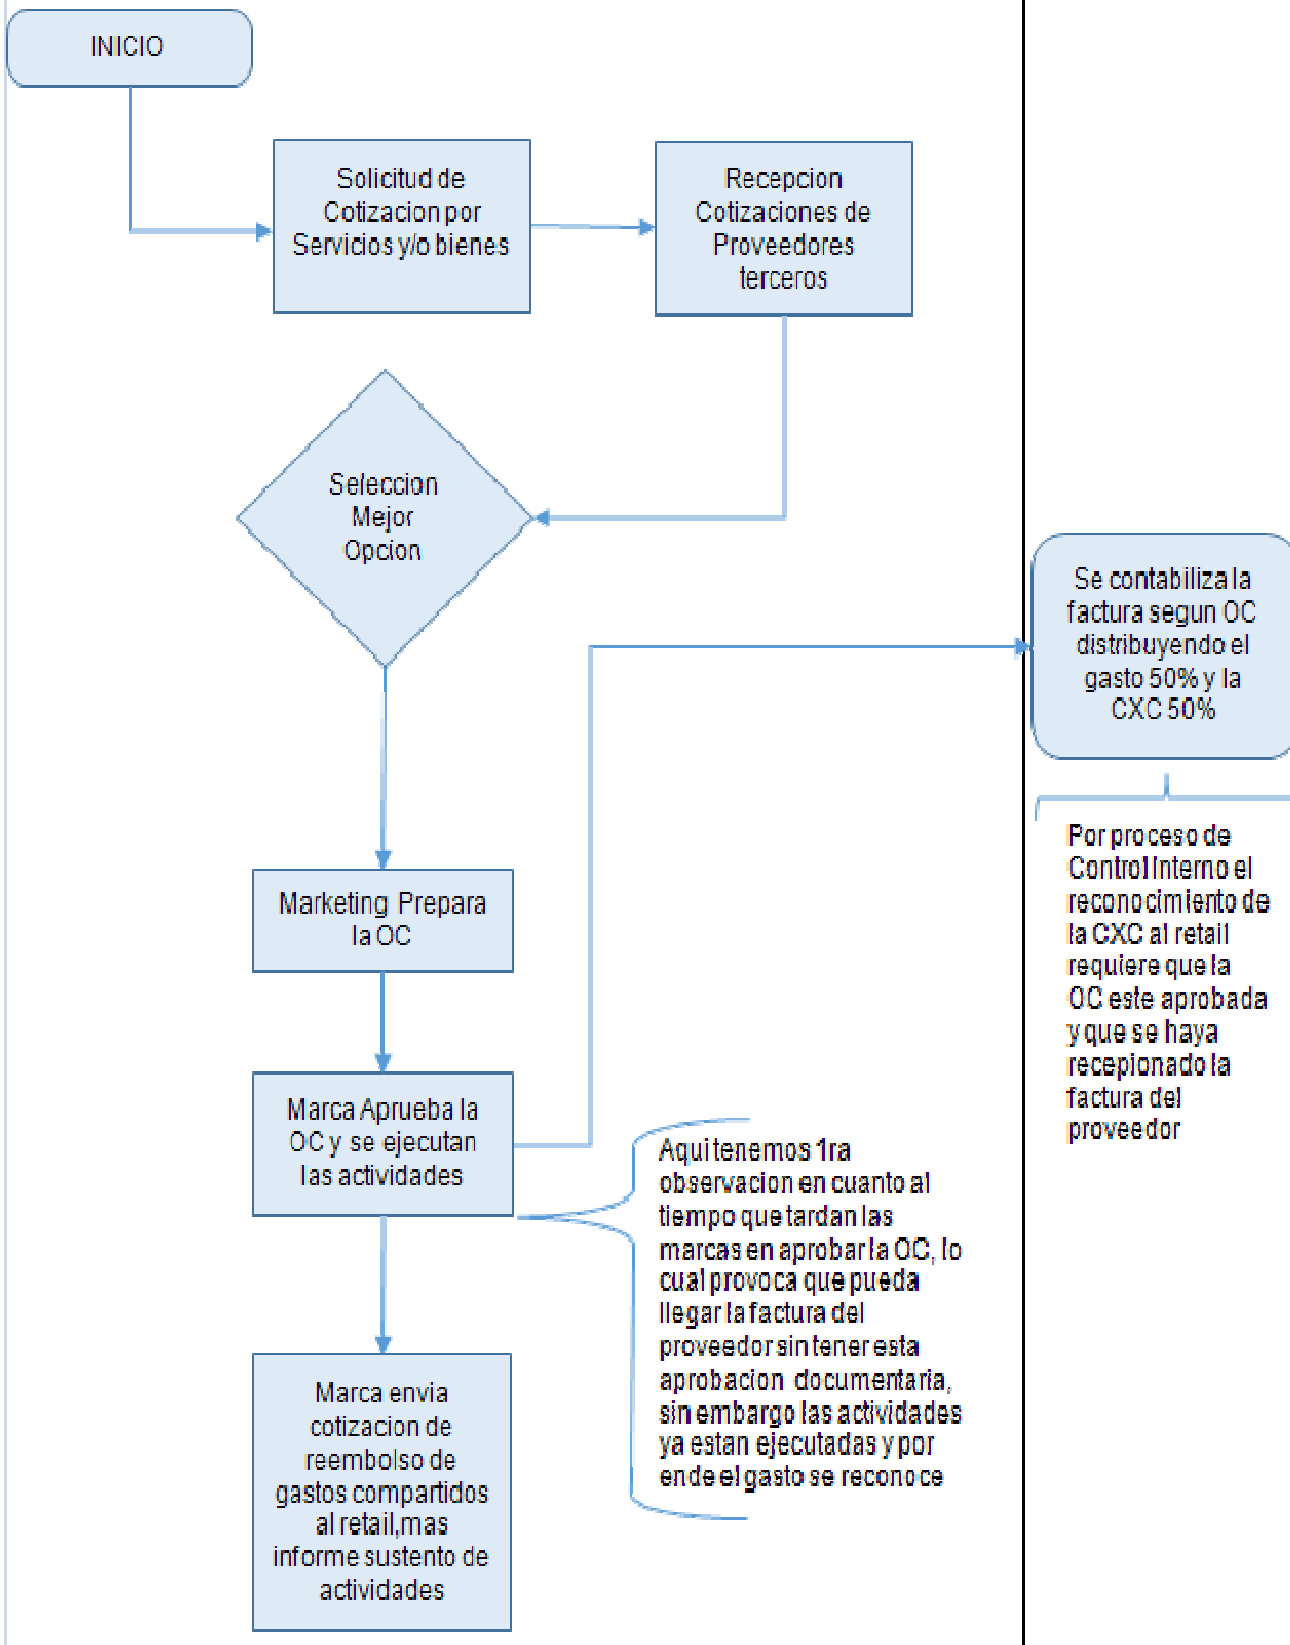 INICIO
Solicitud de
Cotizacion por
Servicios y/o bienes
Recepcion
Cotizaciones de
Proveedores
terceros
Seleccion
Mejor
Opcion
Se contabiliza la
factura segun OC
distribuyendo el
gasto 50% y la
CXC 50%
Marketing Prepara
la OC
Por proceso de
Control Interno el
reconocimiento de
la CXC al retail
requiere que la
OC este aprobada
y que se haya
recepionado la
factura del
proveedor
Marca Aprueba la
OC y se ejecutan
las actividades
Aqui tenemos 1ra
observacion en cuanto al
tiempo que tardan las
marcas en aprobar la OC, lo
cual provoca que pueda
llegar la factura del
proveedor sin tener esta
aprobacion documentaria,
sin embargo las actividades
ya estan ejecutadas y por
ende el gasto se reconoce
Marca envia
cotizacion de
reembolso de
gastos compartidos
al retail,mas
informe sustento de
actividades